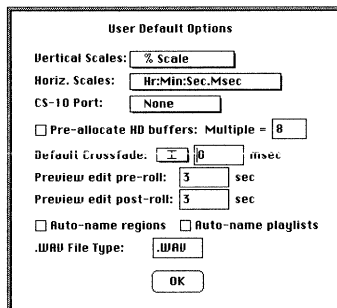 User Default Options
Vertical Scales: % Scale
Horiz. Scales: Hr:Min:Sec.Msec
CS-10 Port: None
Pre-allocate HD buffers: Multiple = 8
Default Crossfade: 0 msec
Preview edit pre-roll: 3 sec
Preview edit post-roll: 3 sec
Auto-name regions Auto-name playlists
.WAV File Type: .WAV
OK